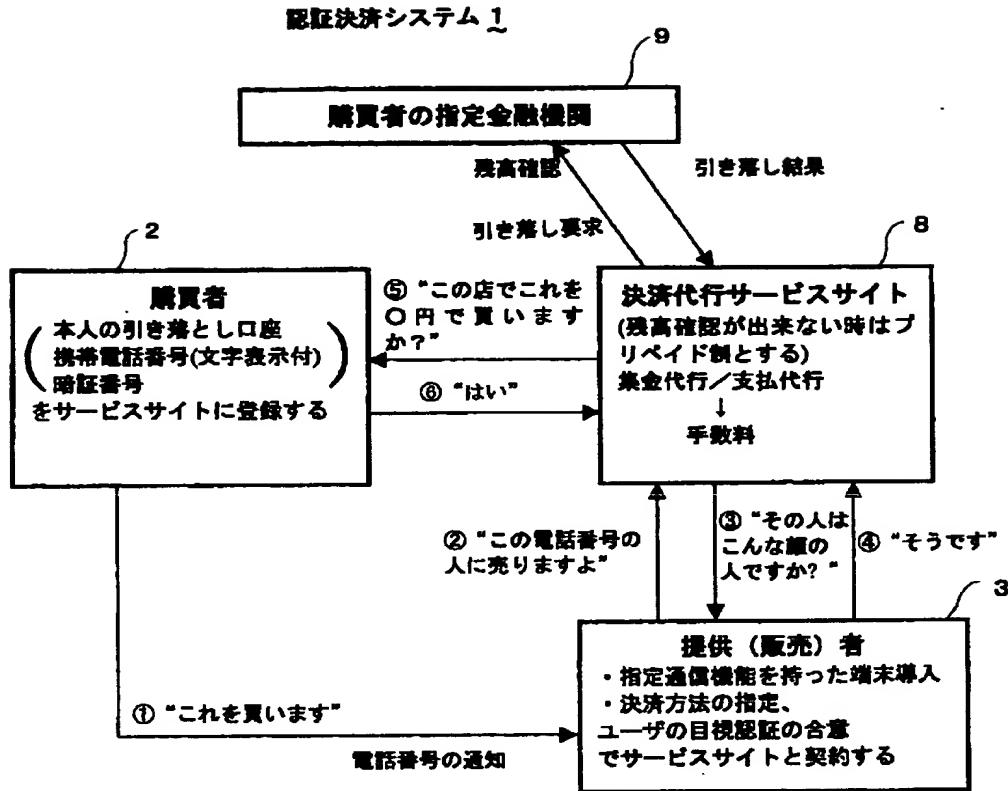 認証決済システム 1
9
購買者の指定金融機関
残高確認
引き落し結果
引き落し要求
2
8
購買者
本人の引き落とし口座
携帯電話番号(文字表示付)
暗証番号
をサービスサイトに登録する
⑤ “この店でこれを
〇円で買います
か?”
⑥ “はい”
決済代行サービスサイト
(残高確認が出来ない時はプ
リペイド制とする)
集金代行/支払代行
↓
手数料
② “この電話番号の
人に売りますよ”
③ “その人は
こんな顔の
人ですか? ”
④ “そうです”
3
提供(販売)者
・指定通信機能を持った端末導入
・決済方法の指定、
ユーザの目視認証の合意
でサービスサイトと契約する
① “これを買います”
電話番号の通知